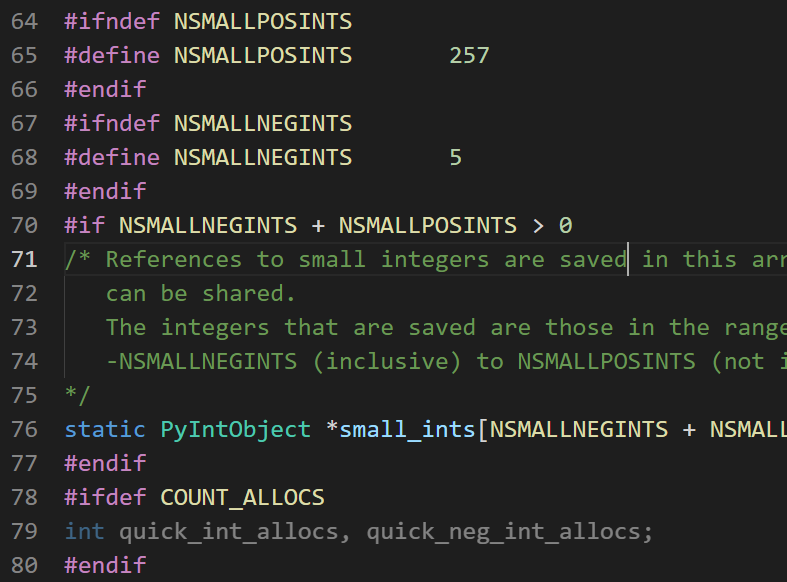 64 #ifndef NSMALLPOSINTS
65 #define NSMALLPOSINTS 257
66 #endif
67 #ifndef NSMALLNEGINTS
68 #define NSMALLNEGINTS 5
69 #endif
70 #if NSMALLNEGINTS + NSMALLPOSINTS > 0
71 /* References to small integers are saved in this arr
72 can be shared.
73 The integers that are saved are those in the range
74 -NSMALLNEGINTS (inclusive) to NSMALLPOSINTS (not i
75 */
76 static PyIntObject *small_ints[NSMALLNEGINTS + NSMALL
77 #endif
78 #ifdef COUNT_ALLOCS
79 int quick_int_allocs, quick_neg_int_allocs;
80 #endif